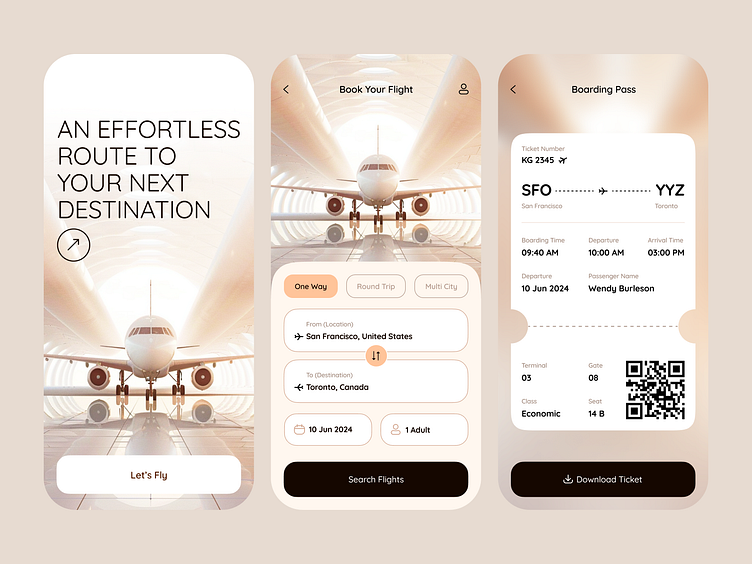 AN EFFORTLESS
ROUTE TO
YOUR NEXT
DESTINATION
Let's Fly
Book Your Flight
One Way
Round Trip
Multi City
From (Location)
San Francisco, United States
To (Destination)
Toronto, Canada
10 Jun 2024
1 Adult
Search Flights
Boarding Pass
Ticket Number
KG 2345
SFO
YYZ
San Francisco
Toronto
Boarding Time
Departure
Arrival Time
09:40 AM
10:00 AM
03:00 PM
Departure
Passenger Name
10 Jun 2024
Wendy Burleson
Terminal
Gate
03
08
Class
Seat
Economic
14 B
Download Ticket